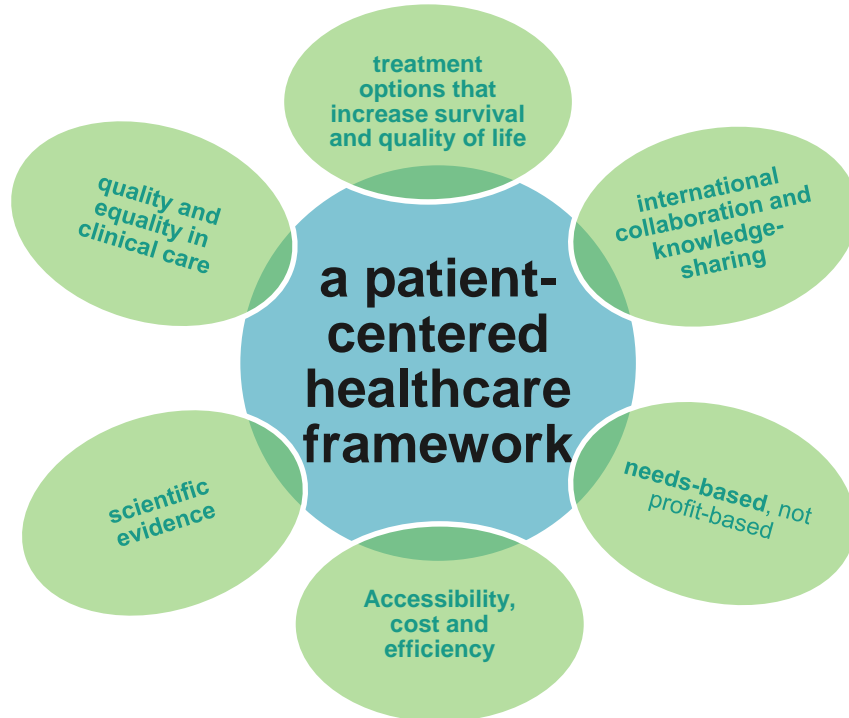 treatment
options that
increase survival
and quality of life
quality and
equality in
clinical care
international
collaboration and
knowledge-
sharing
a patient-
centered
healthcare
framework
scientific
evidence
needs-based, not
profit-based
Accessibility,
cost and
efficiency